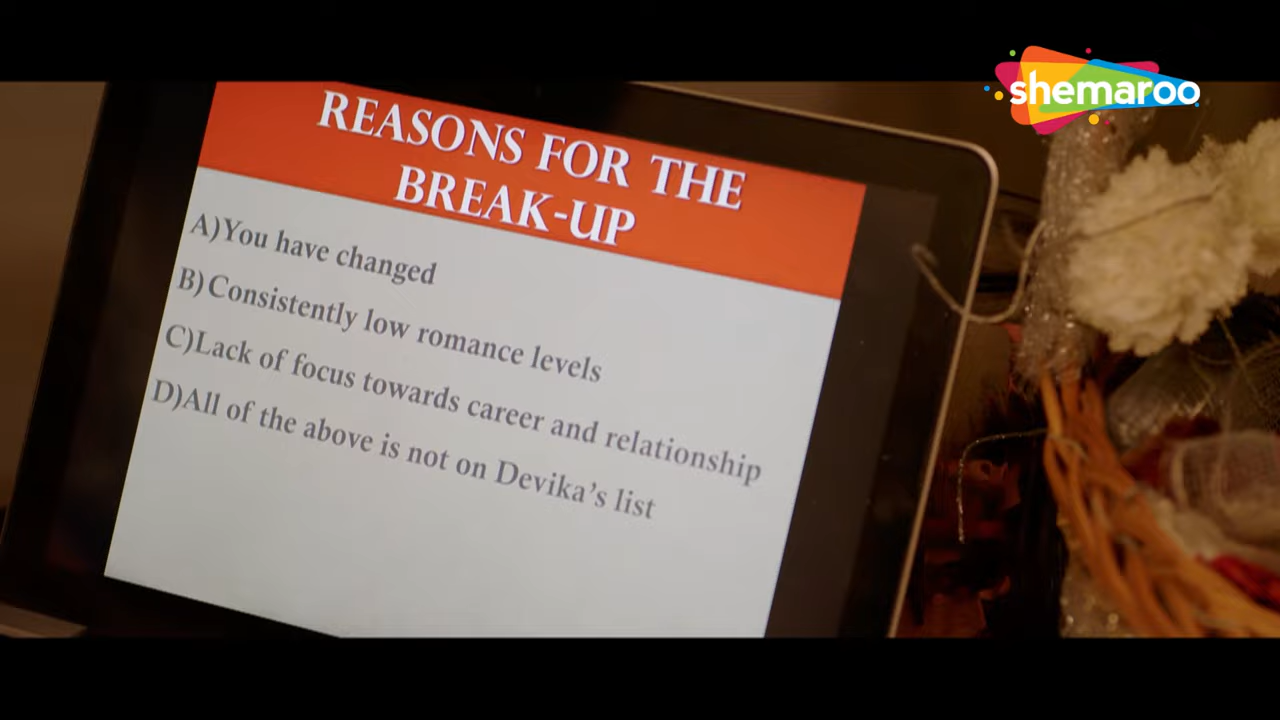 shemaroo
REASONS FOR THE
BREAK-UP
A)You have changed
B)Consistently low romance levels
C)Lack of focus towards career and relationship
D)All of the above is not on Devika's list